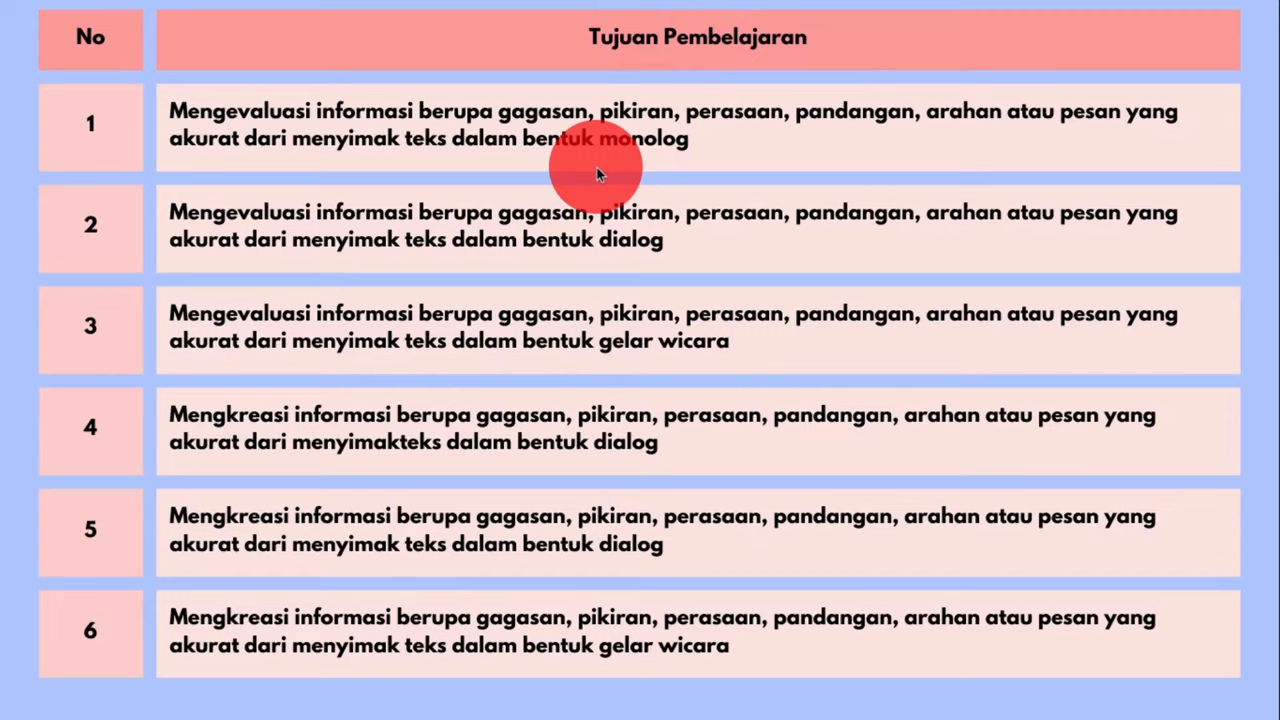 No
Tujuan Pembelajaran
1
Mengevaluasi informasi berupa gagasan, pikiran, perasaan, pandangan, arahan atau pesan yang
akurat dari menyimak teks dalam bentuk monolog
2
Mengevaluasi informasi berupa gagasan, pikiran, perasaan, pandangan, arahan atau pesan yang
akurat dari menyimak teks dalam bentuk dialog
3
Mengevaluasi informasi berupa gagasan, pikiran, perasaan, pandangan, arahan atau pesan yang
akurat dari menyimak teks dalam bentuk gelar wicara
4
Mengkreasi informasi berupa gagasan, pikiran, perasaan, pandangan, arahan atau pesan yang
akurat dari menyimakteks dalam bentuk dialog
5
Mengkreasi informasi berupa gagasan, pikiran, perasaan, pandangan, arahan atau pesan yang
akurat dari menyimak teks dalam bentuk dialog
6
Mengkreasi informasi berupa gagasan, pikiran, perasaan, pandangan, arahan atau pesan yang
akurat dari menyimak teks dalam bentuk gelar wicara